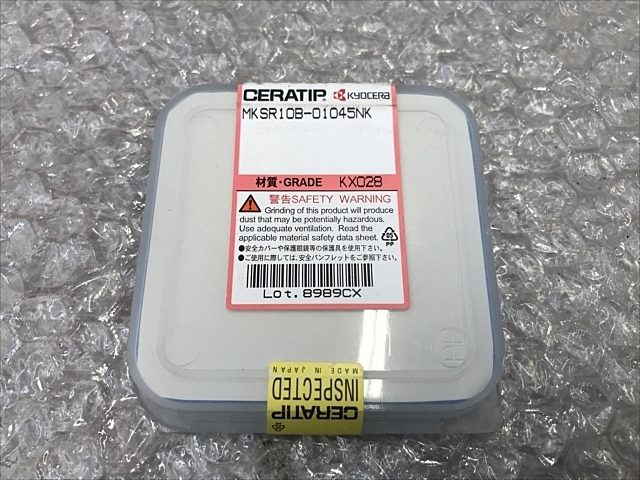 CERATIP KYOCERA
MKSR10B-01045NK
材質・GRADE KX028
警告SAFETY WARNING
Grinding of this product will produce
dust that may be potentially hazardous.
Use adequate ventilation. Read the
applicable material safety data sheet.
●安全カバーや保護眼鏡等の保護具を使用下さい。
●ご使用に際しては、安全パンフレットをご参照下さい。
05
PP
Lot.8989CX
CERATIP
INSPECTED
MADE IN JAPAN